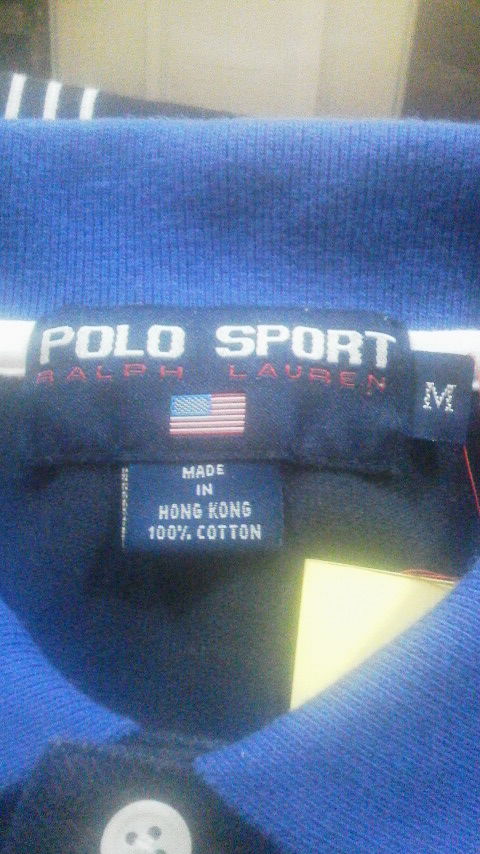 POLO SPORT
RALPH LAUREN
M
MADE
IN
HONG KONG
100% COTTON